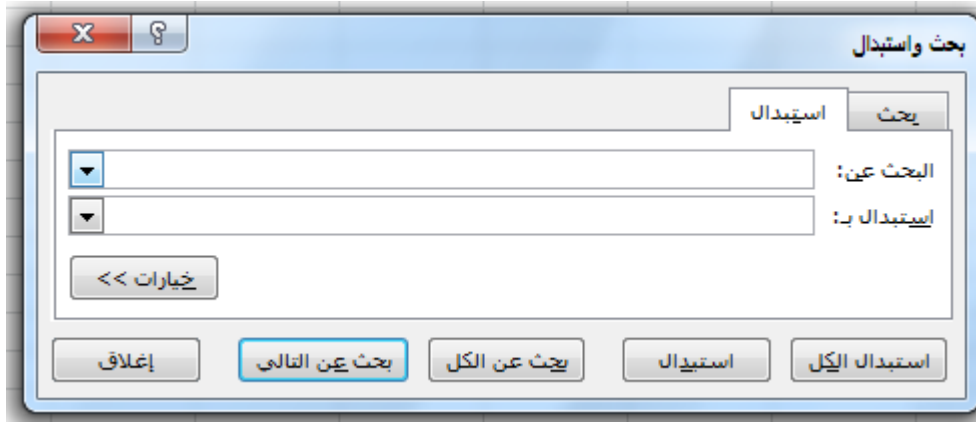 بحث واستبدال
بحث استبدال
البحث عن:
استبدال بـ:
خيارات >>
استبدال الكل استبدال بحث عن الكل بحث عن التالي إغلاق